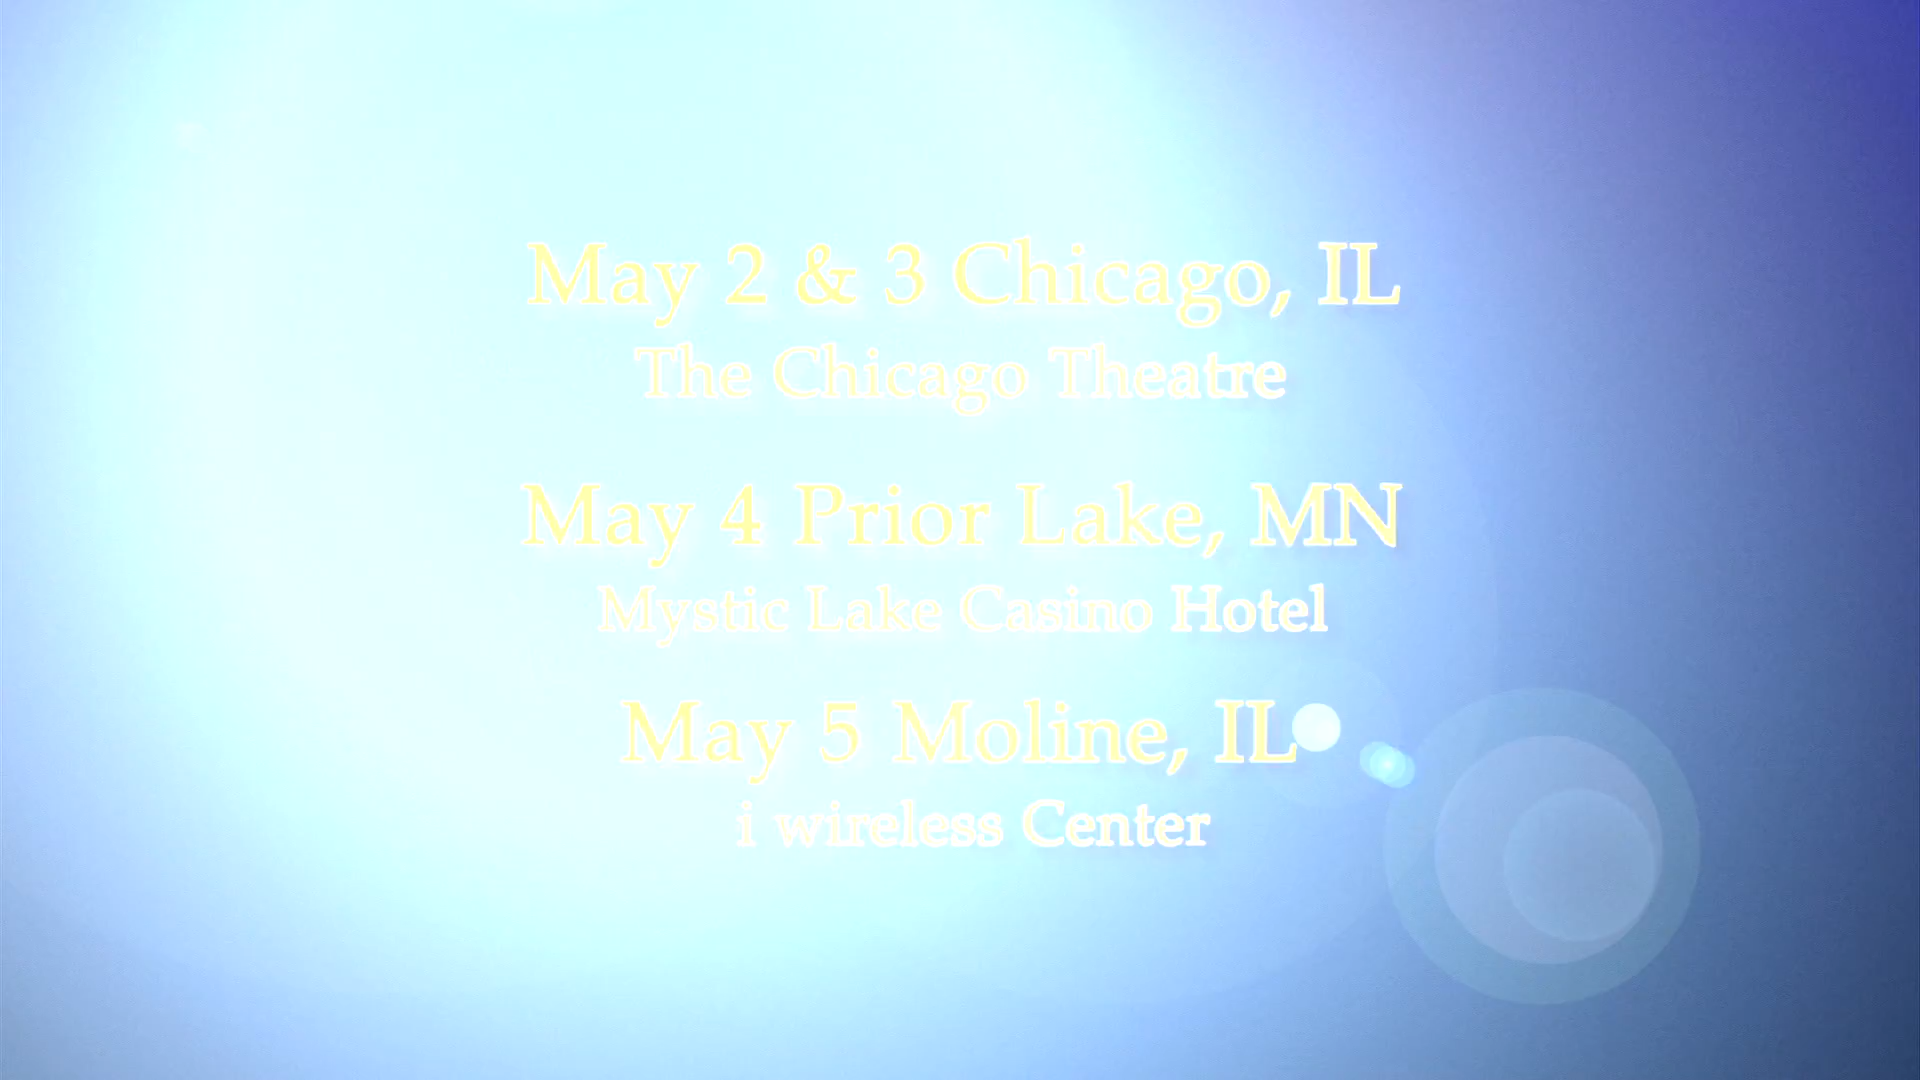 May 2 & 3 Chicago, IL
The Chicago Theatre
May 4 Prior Lake, MN
Mystic Lake Casino Hotel
May 5 Moline, IL
i wireless Center